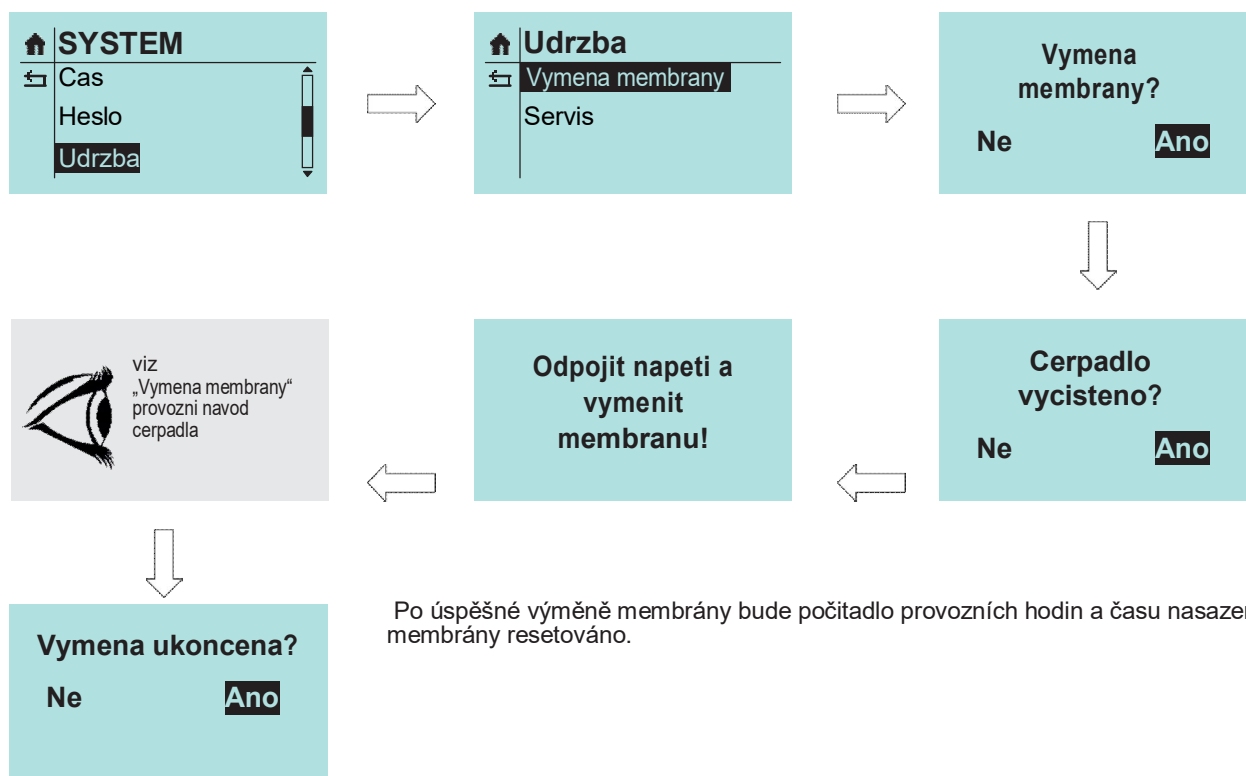 SYSTEM
Cas
Heslo
Udrzba
Udrzba
Vymena membrany
Servis
Vymena
membrany?
Ne Ano
Cerpadlo
vycisteno?
Ne Ano
Odpojit napeti a
vymenit
membranu!
viz
„Vymena membrany“
provozni navod
cerpadla
Vymena ukoncena?
Ne Ano
Po úspěšné výměně membrány bude počitadlo provozních hodin a času
membrány resetováno.